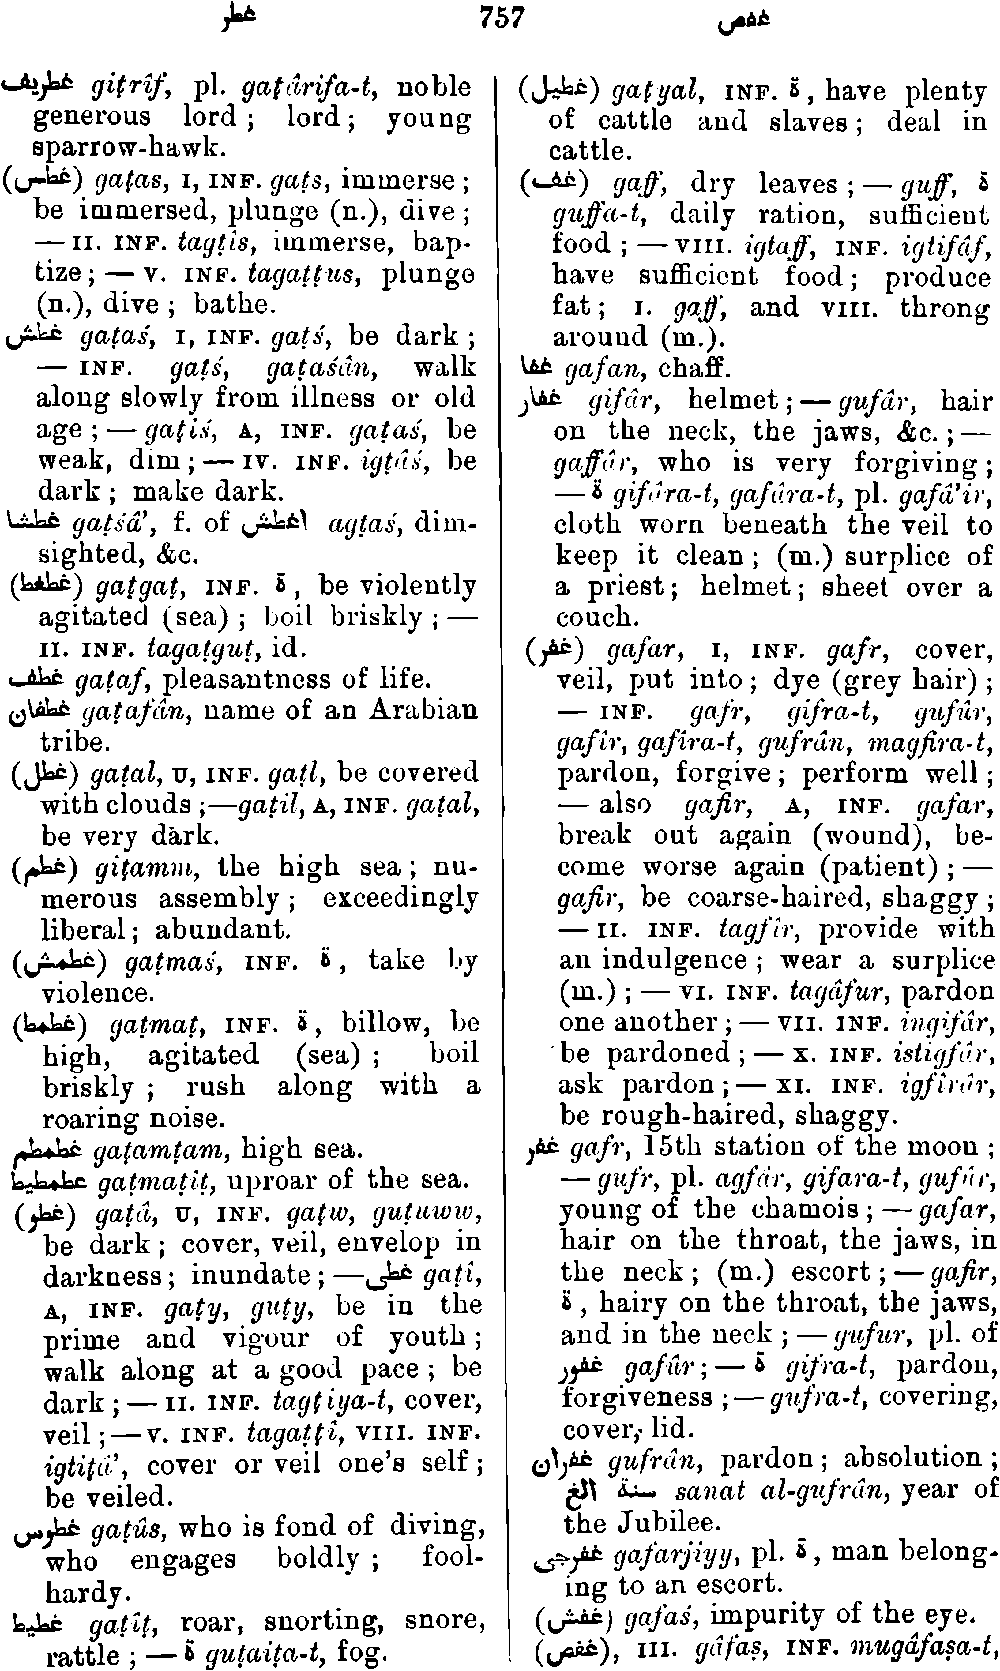 غطر 757 غفص
غطريف giṭrîf, pl. gaṭârifa-t, noble
generous lord ; lord ; young
sparrow-hawk.
(غطس) gaṭas, I, INF. gaṭs, immerse ;
be immersed, plunge (n.), dive ;
— II. INF. tagṭîs, immerse, bap-
tize ; — V. INF. tagaṭṭus, plunge
(n.), dive ; bathe.
غطش gaṭaś, I, INF. gaṭś, be dark ;
— INF. gaṭś, gaṭaśân, walk
along slowly from illness or old
age ; — gaṭiś, A, INF. gaṭaś, be
weak, dim ; — IV. INF. igṭâś, be
dark ; make dark.
غطشا gaṭśâ’, f. of اغطش agṭaś, dim-
sighted, &c.
(غطغط) gaṭgaṭ, INF. ة, be violently
agitated (sea) ; boil briskly ; —
II. INF. tagaṭguṭ, id.
غطف gaṭaf, pleasantness of life.
غطفان gaṭafân, name of an Arabian
tribe.
(غطل) gaṭal, U, INF. gaṭl, be covered
with clouds ;—gaṭil, A, INF. gaṭal,
be very dark.
(غطم) giṭamm, the high sea ; nu-
merous assembly ; exceedingly
liberal ; abundant.
(غطمش) gaṭmaś, INF. ة, take by
violence.
(غطمط) gaṭmaṭ, INF. ة, billow, be
high, agitated (sea) ; boil
briskly ; rush along with a
roaring noise.
غطمطم gaṭamṭam, high sea.
غطمطيط gaṭmaṭîṭ, uproar of the sea.
(غطو) gaṭâ, U, INF. gaṭw, guṭuww,
be dark ; cover, veil, envelop in
darkness ; inundate ; —غطى gaṭî,
A, INF. gaṭy, guṭy, be in the
prime and vigour of youth ;
walk along at a good pace ; be
dark ; — II. INF. tagṭiya-t, cover,
veil ;—V. INF. tagaṭṭî, VIII. INF.
igtiṭâ’, cover or veil one's self ;
be veiled.
غطوس gaṭûs, who is fond of diving,
who engages boldly ; fool-
hardy.
غطيط gaṭîṭ, roar, snorting, snore,
rattle ; — ة guṭaiṭa-t, fog.
(غطيل) gaṭyal, INF. ة, have plenty
of cattle and slaves ; deal in
cattle.
(غف) gaff, dry leaves ; — guff, ة
guffa-t, daily ration, sufficient
food ; — VIII. igtaff, INF. igtifâf,
have sufficient food ; produce
fat ; I. gaff, and VIII. throng
around (m.).
غفا gafan, chaff.
غفار gifâr, helmet ; — gufâr, hair
on the neck, the jaws, &c. ; —
gaffâr, who is very forgiving ;
— ة gifâra-t, gafâra-t, pl. gafâ’ir,
cloth worn beneath the veil to
keep it clean ; (m.) surplice of
a priest ; helmet ; sheet over a
couch.
(غفر) gafar, I, INF. gafr, cover,
veil, put into ; dye (grey hair) ;
— INF. gafr, gifra-t, gufûr,
gafîr, gafîra-t, gufrân, magfira-t,
pardon, forgive ; perform well ;
— also gafir, A, INF. gafar,
break out again (wound), be-
come worse again (patient) ; —
gafir, be coarse-haired, shaggy ;
— II. INF. tagfîr, provide with
an indulgence ; wear a surplice
(m.) ; — VI. INF. tagâfur, pardon
one another ; — VII. INF. ingifâr,
be pardoned ; — X. INF. istigfâr,
ask pardon ; — XI. INF. igfîrâr,
be rough-haired, shaggy.
غفر gafr, 15th station of the moon ;
— gufr, pl. agfâr, gifara-t, gufûr,
young of the chamois ; — gafar,
hair on the throat, the jaws, in
the neck ; (m.) escort ; — gafir,
ة, hairy on the throat, the jaws,
and in the neck ; — gufur, pl. of
غفور gafûr ; — ة gifra-t, pardon,
forgiveness ; — gufra-t, covering,
cover, lid.
غفران gufrân, pardon ; absolution ;
سنة الغ sanat al-gufrân, year of
the Jubilee.
غفرجى gafarjiyy, pl. ة, man belong-
ing to an escort.
(غفش) gafaś, impurity of the eye.
(غفص), III. gâfaṣ, INF. mugâfaṣa-t,